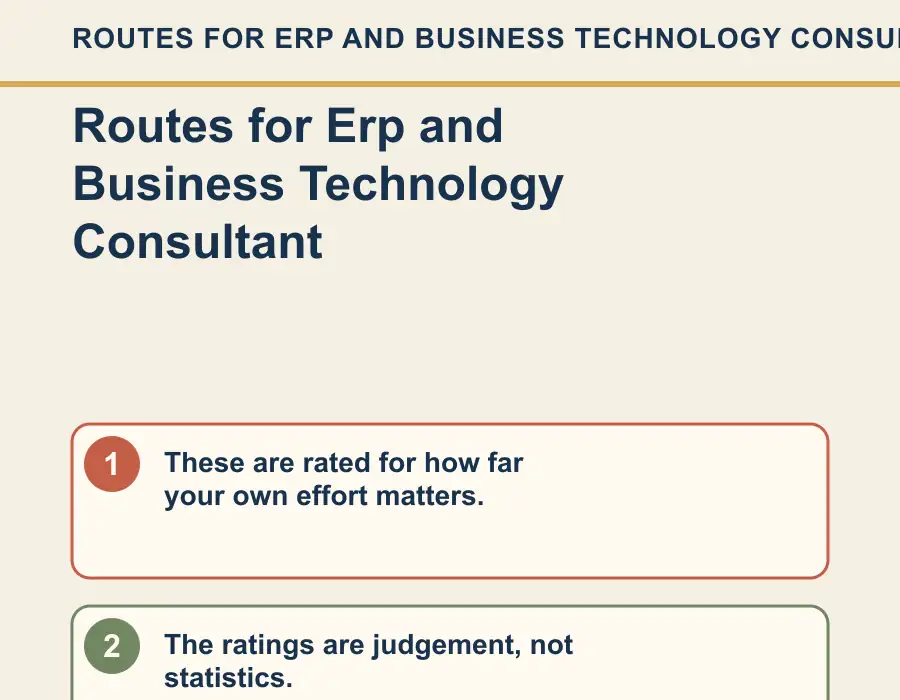 ROUTES FOR ERP AND BUSINESS TECHNOLOGY
Routes for Erp and
Business Technology
Consultant
1
These are rated for how far
your own effort matters.
2
The ratings are judgement, not
statistics.